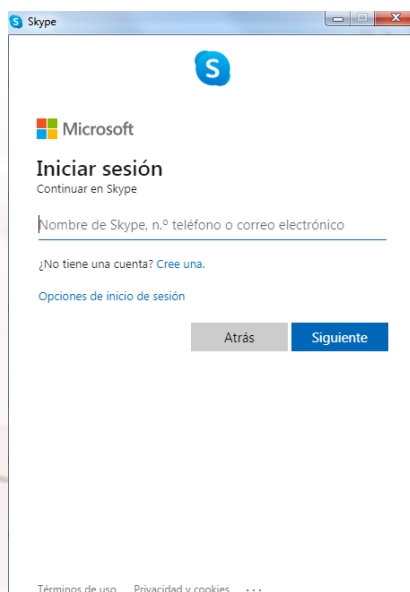 Skype
S
Microsoft
Iniciar sesión
Continuar en Skype
Nombre de Skype, n.º teléfono o correo electrónico
¿No tiene una cuenta? Cree una.
Opciones de inicio de sesión
Atrás Siguiente
Términos de uso Privacidad y cookies ...